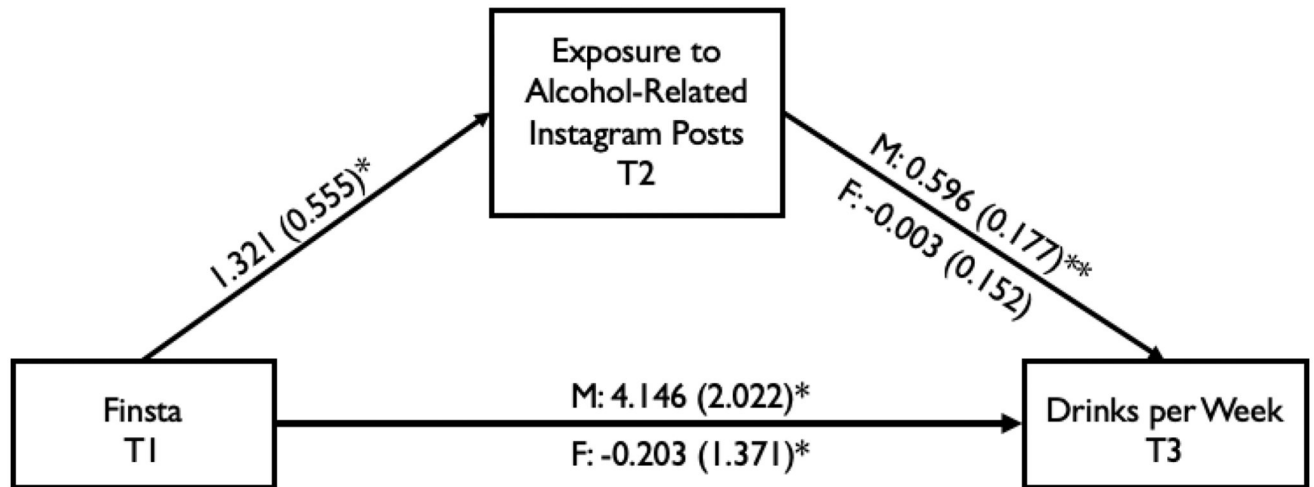 Exposure to
Alcohol-Related
Instagram Posts
T2
1.321 (0.555)*
M: 0.596 (0.177)**
F: -0.003 (0.152)
Finsta
T1
M: 4.146 (2.022)*
F: -0.203 (1.371)*
Drinks per Week
T3